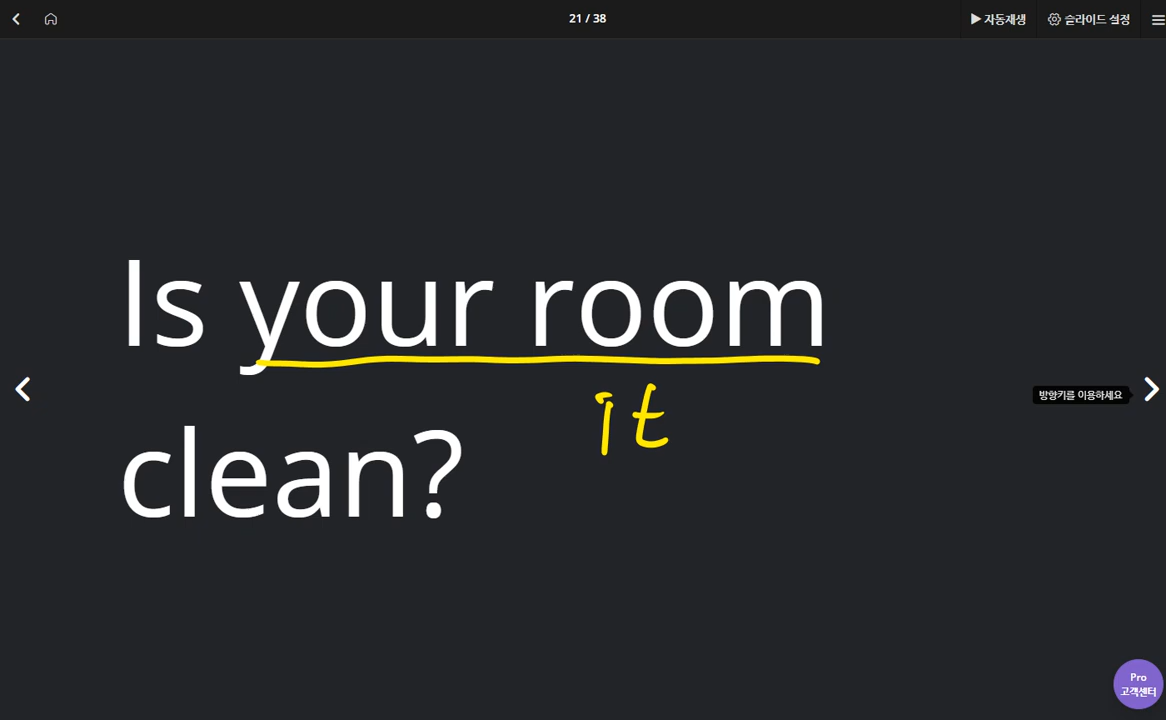 21 / 38
▶ 자동재생
슬라이드 설정
Is your room
it
clean?
방향키를 이용하세요
Pro
고객센터